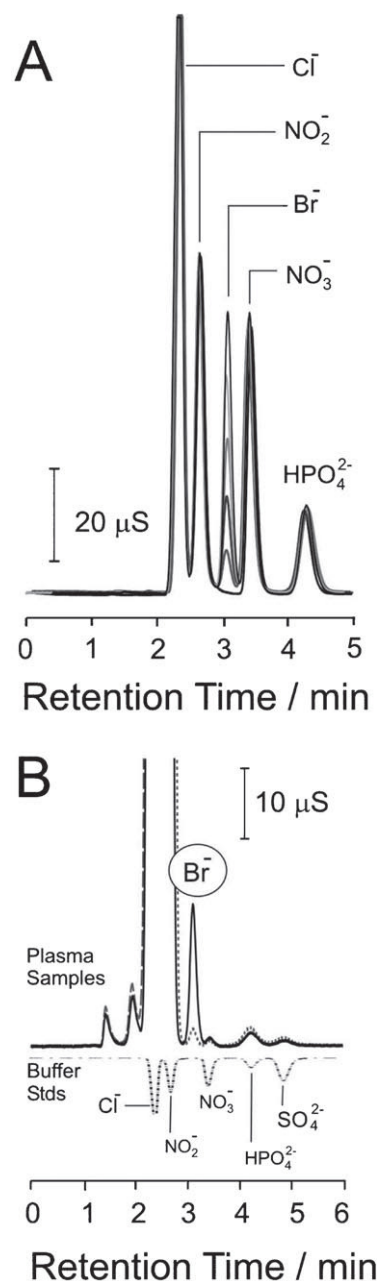 A
Cl⁻
NO₂⁻
Br⁻
NO₃⁻
HPO₄²⁻
20 μS
0 1 2 3 4 5
Retention Time / min
B
10 μS
Br⁻
Plasma
Samples
Buffer
Stds
Cl⁻
NO₂⁻
NO₃⁻
HPO₄²⁻
SO₄²⁻
0 1 2 3 4 5 6
Retention Time / min